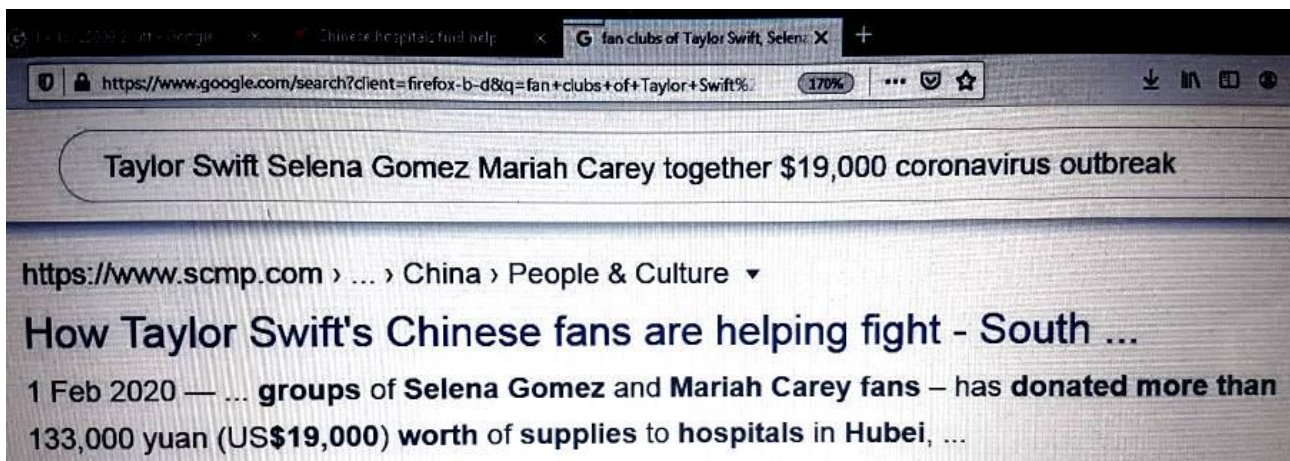 Chinese hospitals find help
fan clubs of Taylor Swift, Selena
https://www.google.com/search?client=firefox-b-d&q=fan+clubs+of+Taylor+Swift%2
170%
Taylor Swift Selena Gomez Mariah Carey together $19,000 coronavirus outbreak
https://www.scmp.com › ... › China › People & Culture
How Taylor Swift's Chinese fans are helping fight - South ...
1 Feb 2020 — ... groups of Selena Gomez and Mariah Carey fans – has donated more than
133,000 yuan (US$19,000) worth of supplies to hospitals in Hubei, ...